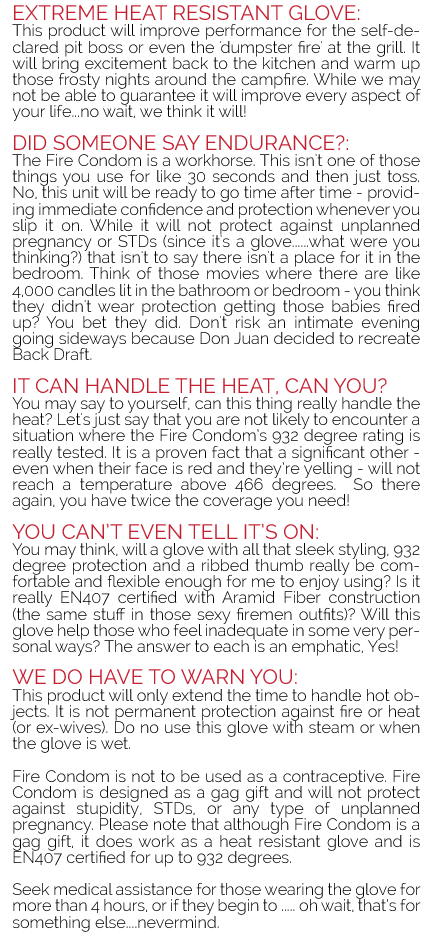 EXTREME HEAT RESISTANT GLOVE:
This product will improve performance for the self-de-
clared pit boss or even the 'dumpster fire' at the grill. It
will bring excitement back to the kitchen and warm up
those frosty nights around the campfire. While we may
not be able to guarantee it will improve every aspect of
your life...no wait, we think it will!
DID SOMEONE SAY ENDURANCE?:
The Fire Condom is a workhorse. This isn't one of those
things you use for like 30 seconds and then just toss.
No, this unit will be ready to go time after time - provid-
ing immediate confidence and protection whenever you
slip it on. While it will not protect against unplanned
pregnancy or STDs (since it's a glove......what were you
thinking?) that isn't to say there isn't a place for it in the
bedroom. Think of those movies where there are like
4,000 candles lit in the bathroom or bedroom - you think
they didn't wear protection getting those babies fired
up? You bet they did. Don't risk an intimate evening
going sideways because Don Juan decided to recreate
Back Draft.
IT CAN HANDLE THE HEAT, CAN YOU?
You may say to yourself, can this thing really handle the
heat? Let's just say that you are not likely to encounter a
situation where the Fire Condom's 932 degree rating is
really tested. It is a proven fact that a significant other -
even when their face is red and they're yelling - will not
reach a temperature above 466 degrees.  So there
again, you have twice the coverage you need!
YOU CAN'T EVEN TELL IT'S ON:
You may think, will a glove with all that sleek styling, 932
degree protection and a ribbed thumb really be com-
fortable and flexible enough for me to enjoy using? Is it
really EN407 certified with Aramid Fiber construction
(the same stuff in those sexy firemen outfits)? Will this
glove help those who feel inadequate in some very per-
sonal ways? The answer to each is an emphatic, Yes!
WE DO HAVE TO WARN YOU:
This product will only extend the time to handle hot ob-
jects. It is not permanent protection against fire or heat
(or ex-wives). Do no use this glove with steam or when
the glove is wet.
Fire Condom is not to be used as a contraceptive. Fire
Condom is designed as a gag gift and will not protect
against stupidity, STDs, or any type of unplanned
pregnancy. Please note that although Fire Condom is a
gag gift, it does work as a heat resistant glove and is
EN407 certified for up to 932 degrees.
Seek medical assistance for those wearing the glove for
more than 4 hours, or if they begin to ..... oh wait, that's for
something else....nevermind.